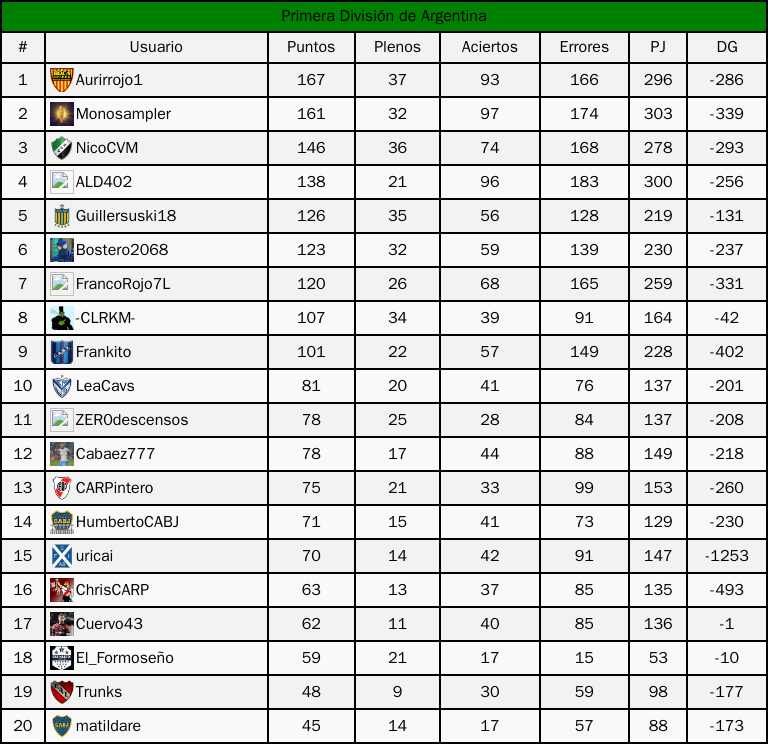 Primera División de Argentina
# Usuario Puntos Plenos Aciertos Errores PJ DG
1 Aurirrojo1 167 37 93 166 296 -286
2 Monosampler 161 32 97 174 303 -339
3 NicoCVM 146 36 74 168 278 -293
4 ALD402 138 21 96 183 300 -256
5 Guillersuski18 126 35 56 128 219 -131
6 Bostero2068 123 32 59 139 230 -237
7 FrancoRojo7L 120 26 68 165 259 -331
8 -CLRKM- 107 34 39 91 164 -42
9 Frankito 101 22 57 149 228 -402
10 LeaCavs 81 20 41 76 137 -201
11 ZER0descensos 78 25 28 84 137 -208
12 Cabaez777 78 17 44 88 149 -218
13 CARPintero 75 21 33 99 153 -260
14 HumbertoCABJ 71 15 41 73 129 -230
15 uricai 70 14 42 91 147 -1253
16 ChrisCARP 63 13 37 85 135 -493
17 Cuervo43 62 11 40 85 136 -1
18 El_Formoseño 59 21 17 15 53 -10
19 Trunks 48 9 30 59 98 -177
20 matildare 45 14 17 57 88 -173